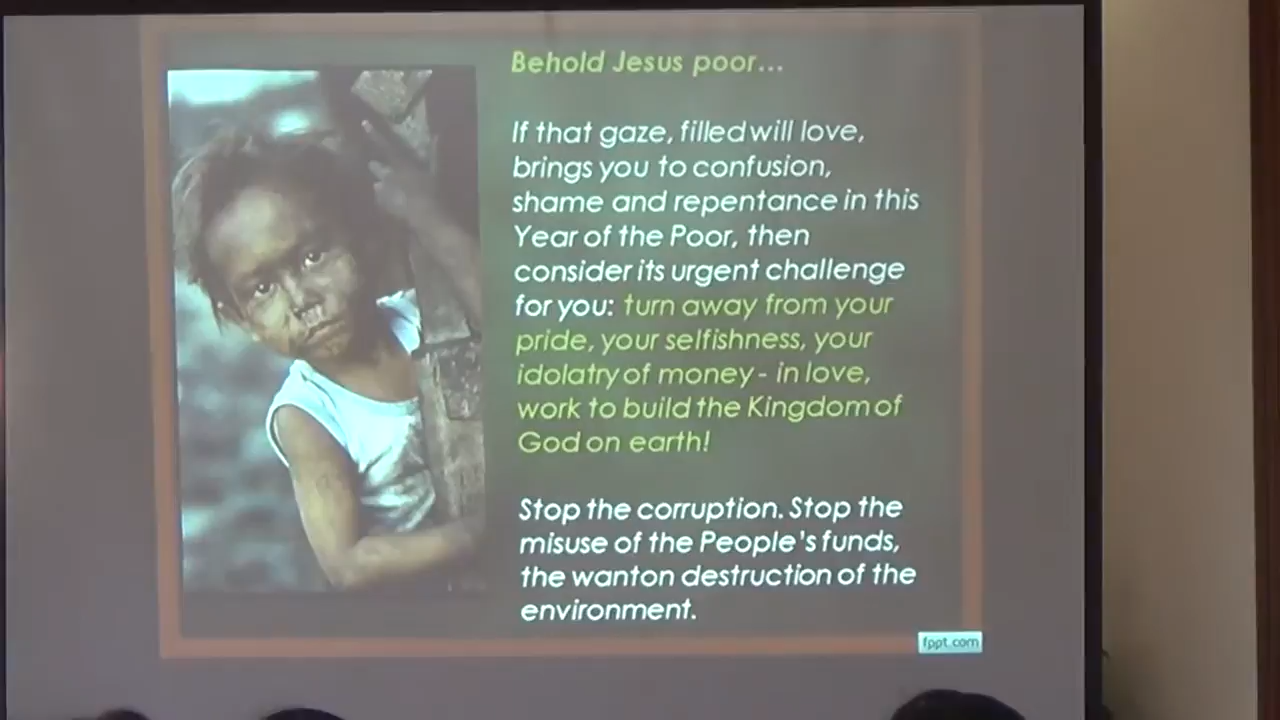 Behold Jesus poor...
If that gaze, filled will love,
brings you to confusion,
shame and repentance in this
Year of the Poor, then
consider its urgent challenge
for you: turn away from your
pride, your selfishness, your
idolatry of money - in love,
work to build the Kingdom of
God on earth!
Stop the corruption. Stop the
misuse of the People's funds,
the wanton destruction of the
environment.
fppt.com